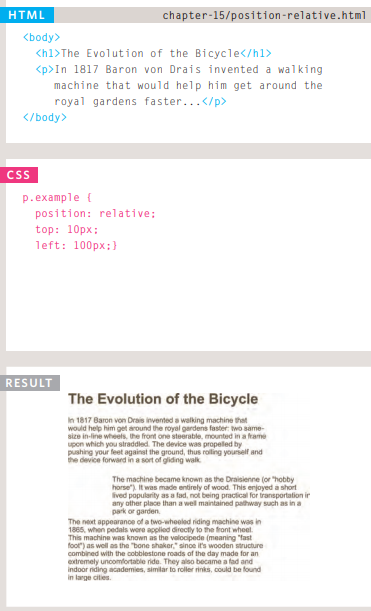 HTML
chapter-15/position-relative.html
<body>
<h1>The Evolution of the Bicycle</h1>
<p>In 1817 Baron von Drais invented a walking
machine that would help him get around the
royal gardens faster...</p>
</body>
CSS
p.example {
position: relative;
top: 10px;
left: 100px;}
RESULT
The Evolution of the Bicycle
In 1817 Baron von Drais invented a walking machine that
would help him get around the royal gardens faster: two same-
size in-line wheels, the front one steerable, mounted in a frame
upon which you straddled. The device was propelled by
pushing your feet against the ground, thus rolling yourself and
the device forward in a sort of gliding walk.
The machine became known as the Draisienne (or "hobby
horse"). It was made entirely of wood. This enjoyed a short
lived popularity as a fad, not being practical for transportation in
any other place than a well maintained pathway such as in a
park or garden.
The next appearance of a two-wheeled riding machine was in
1865, when pedals were applied directly to the front wheel.
This machine was known as the velocipede (meaning "fast
foot") as well as the "bone shaker," since it's wooden structure
combined with the cobblestone roads of the day made for an
extremely uncomfortable ride. They also became a fad and
indoor riding academies, similar to roller rinks, could be found
in large cities.